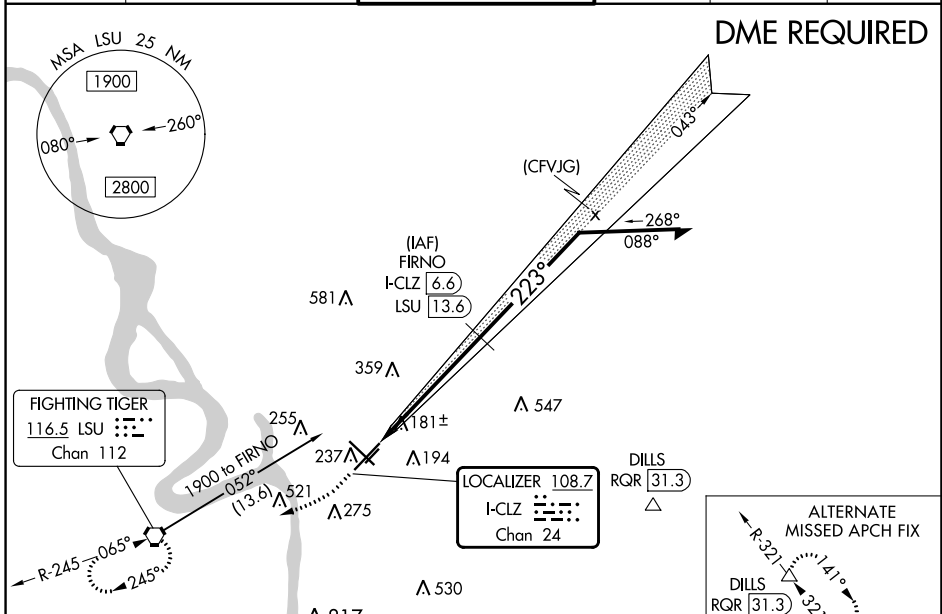 DME REQUIRED
MSA LSU 25 NM
1900
080°
260°
2800
043°
(CFVJG)
268°
088°
223°
(IAF)
FIRNO
I-CLZ 6.6
LSU 13.6
581
359
547
181±
FIGHTING TIGER
116.5 LSU
Chan 112
255
237
194
1900 to FIRNO
052°
(13.6)
521
275
LOCALIZER 108.7
I-CLZ
Chan 24
DILLS
RQR 31.3
ALTERNATE
MISSED APCH FIX
R-321
141°
DILLS
RQR 31.3
R-245
065°
245°
530